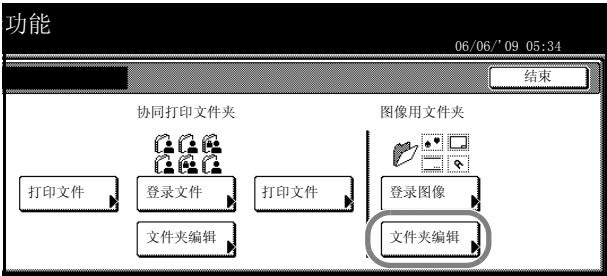 功能
06/06/'09 05:34
结束
协同打印文件夹
图像用文件夹
打印文件
登录文件
打印文件
登录图像
文件夹编辑
文件夹编辑